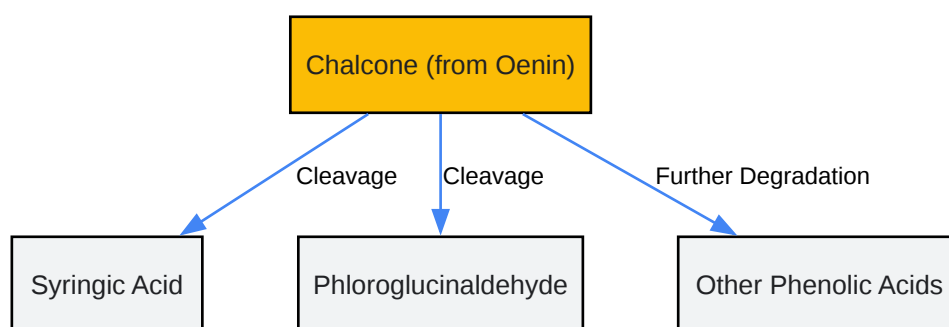 Chalcone (from Oenin)
Cleavage
Cleavage
Further Degradation
Syringic Acid
Phloroglucinaldehyde
Other Phenolic Acids